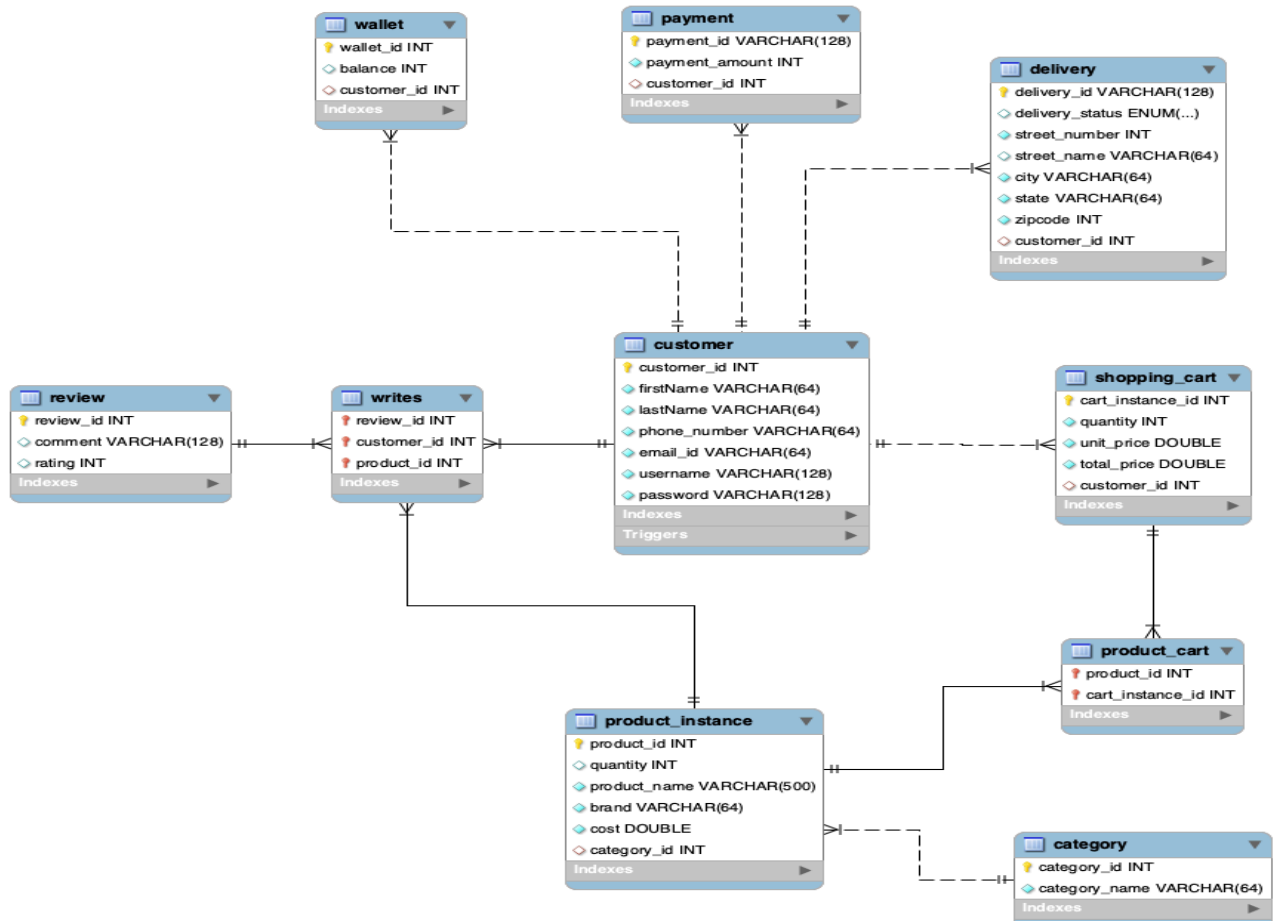 wallet
wallet_id INT
balance INT
customer_id INT
Indexes
payment
payment_id VARCHAR(128)
payment_amount INT
customer_id INT
Indexes
delivery
delivery_id VARCHAR(128)
delivery_status ENUM(...)
street_number INT
street_name VARCHAR(64)
city VARCHAR(64)
state VARCHAR(64)
zipcode INT
customer_id INT
Indexes
review
review_id INT
comment VARCHAR(128)
rating INT
Indexes
writes
review_id INT
customer_id INT
product_id INT
Indexes
customer
customer_id INT
firstName VARCHAR(64)
lastName VARCHAR(64)
phone_number VARCHAR(64)
email_id VARCHAR(64)
username VARCHAR(128)
password VARCHAR(128)
Indexes
Triggers
shopping_cart
cart_instance_id INT
quantity INT
unit_price DOUBLE
total_price DOUBLE
customer_id INT
Indexes
product_cart
product_id INT
cart_instance_id INT
Indexes
product_instance
product_id INT
quantity INT
product_name VARCHAR(500)
brand VARCHAR(64)
cost DOUBLE
category_id INT
Indexes
category
category_id INT
category_name VARCHAR(64)
Indexes